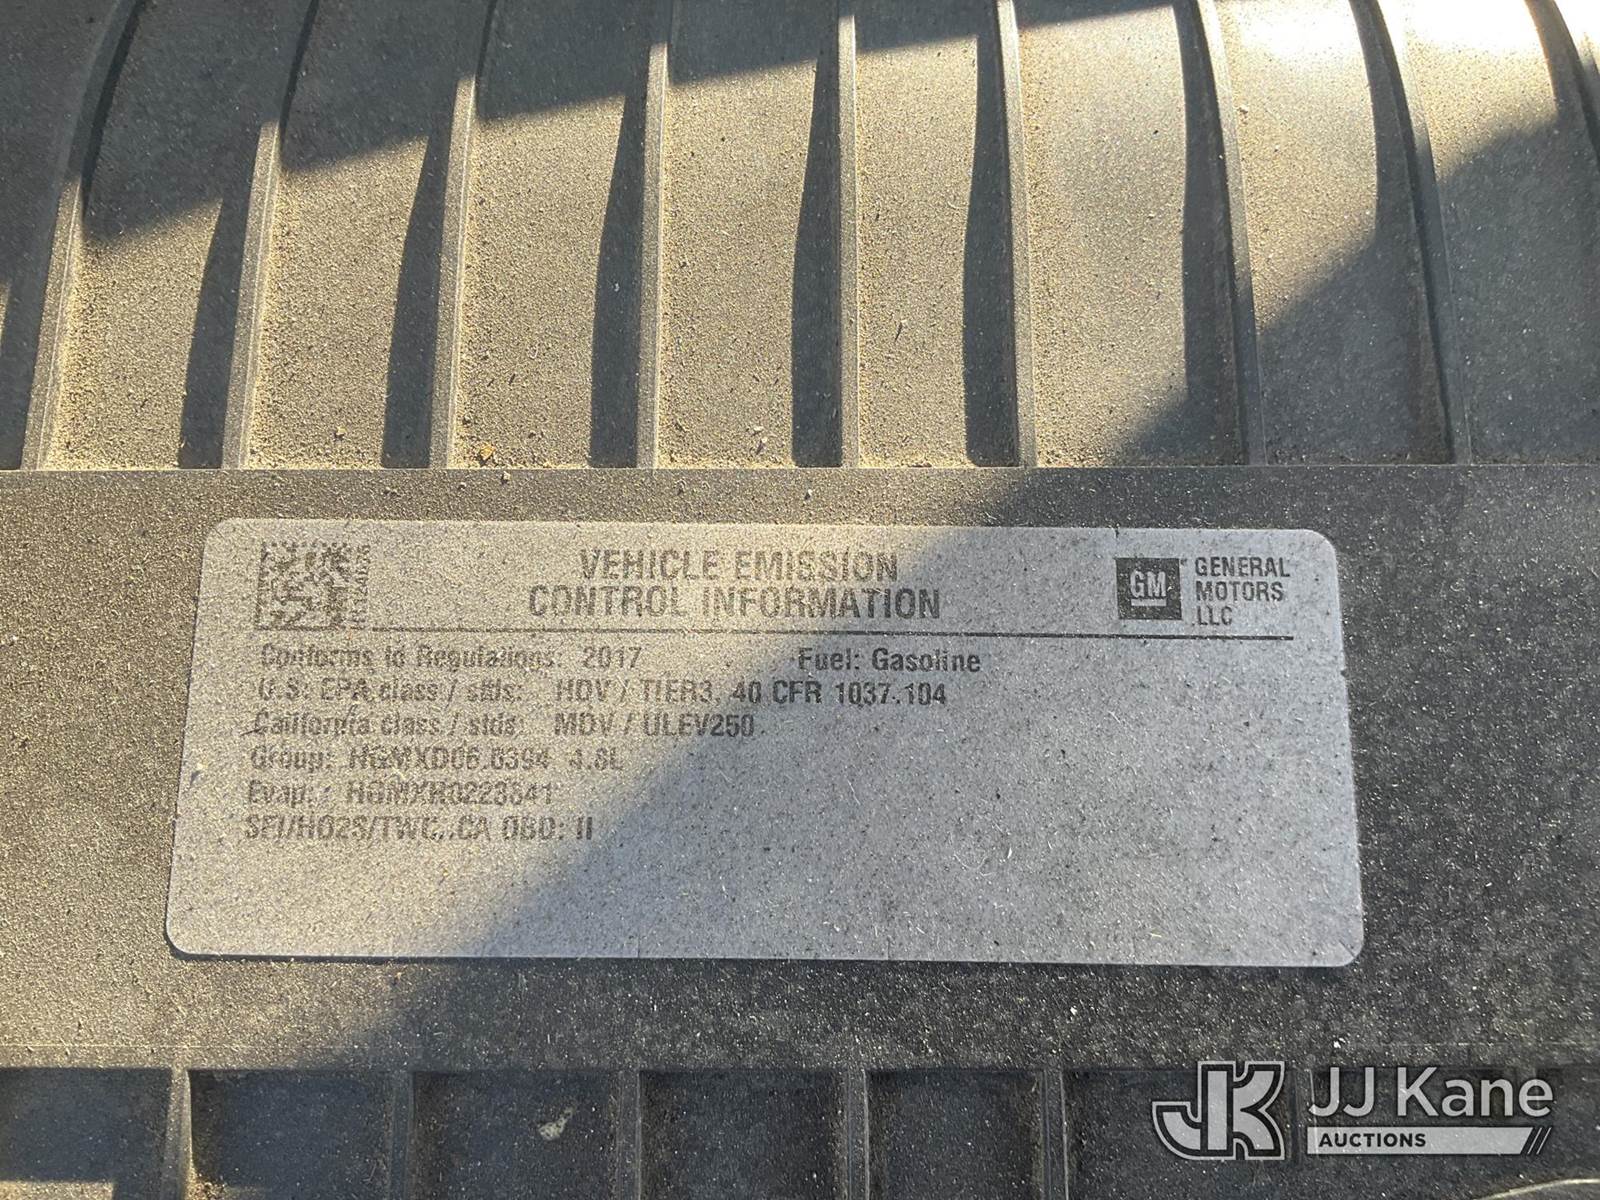 VEHICLE EMISSION
CONTROL INFORMATION
GM
GENERAL
MOTORS
LLC
Conforms to Regulations: 2017 Fuel: Gasoline
U.S. EPA class / stds: HDV / TIER3, 40 CFR 1037.104
California class / stds: MDV / ULEV250
Group: HGMXD06.0394 4.8L
Evap:
SFI/HO2S/TWC, CA OBD: II
JK JJ Kane
AUCTIONS